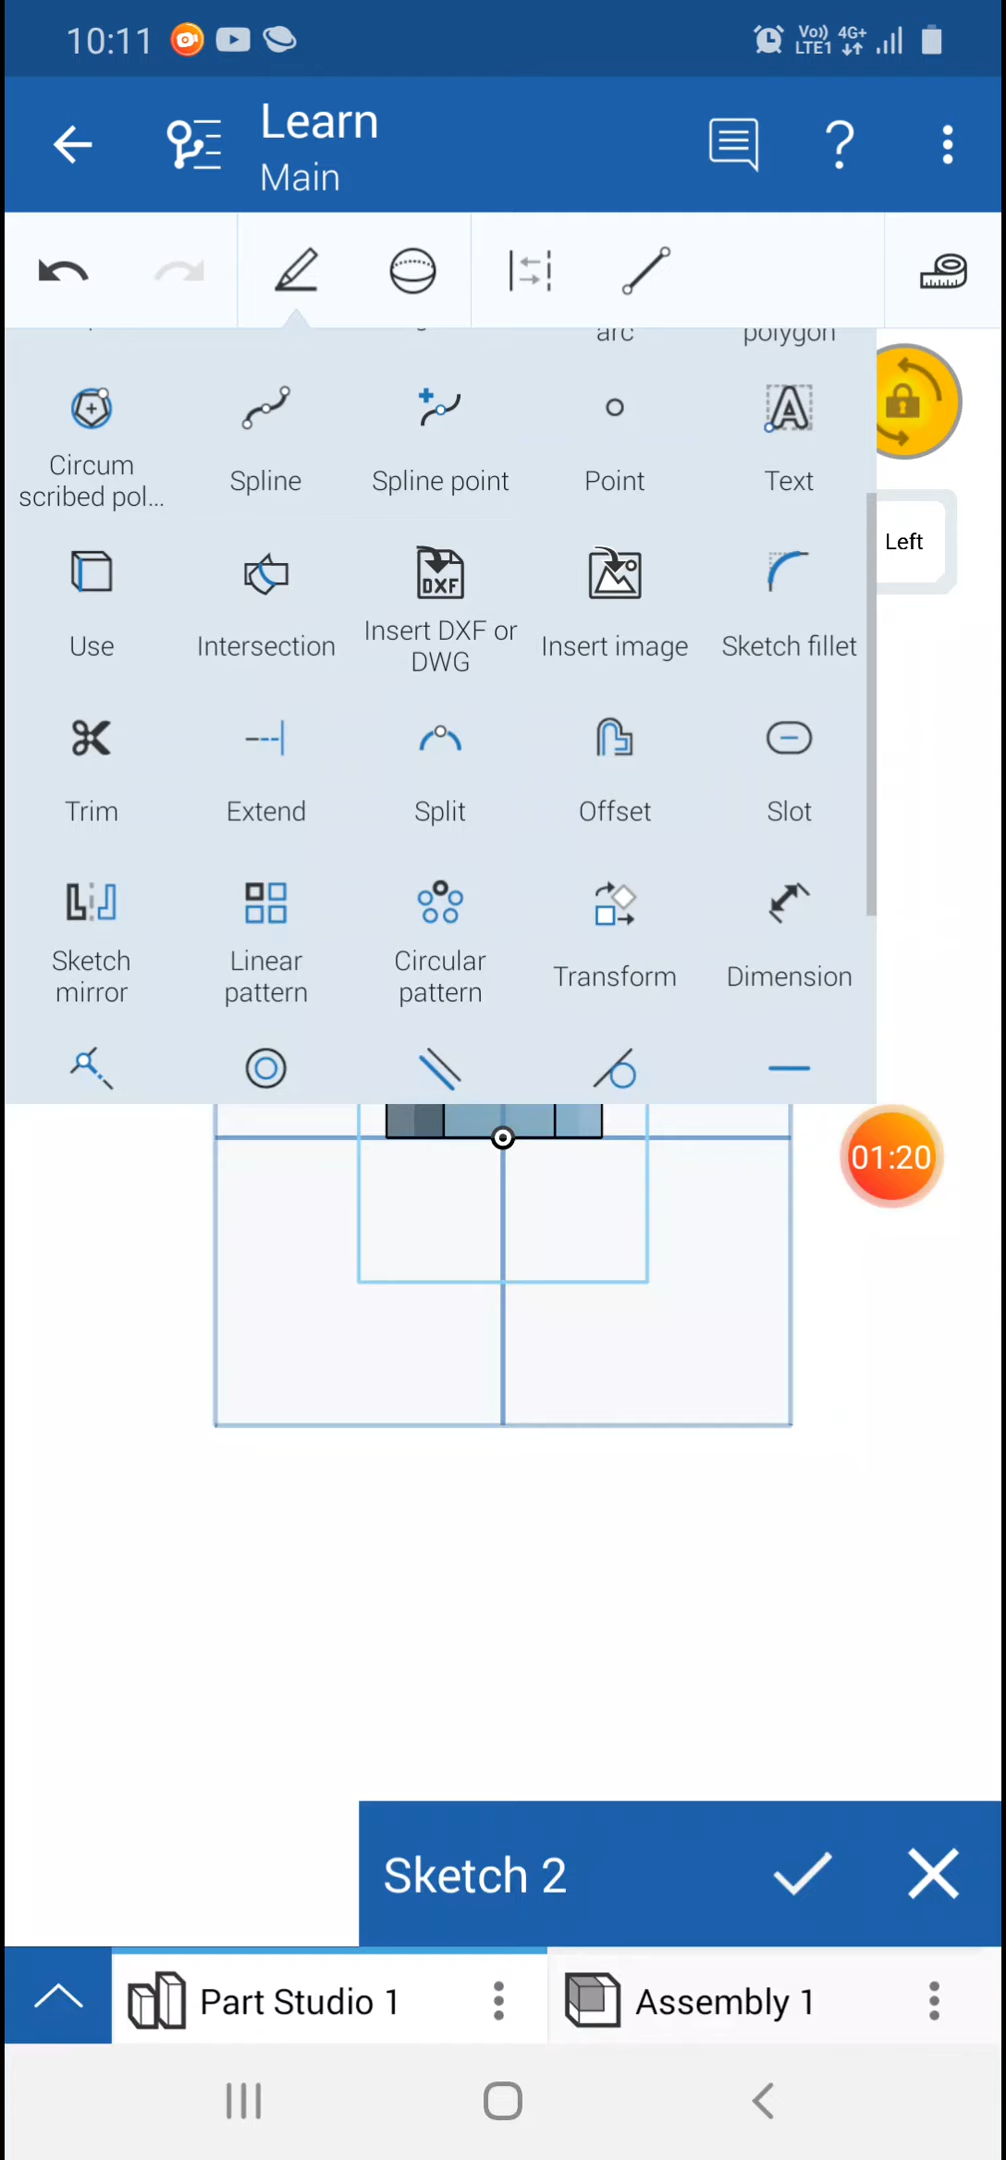 10:11
Vo)) 4G+
LTE1
Learn
Main
arc
polygon
Circum
scribed pol...
Spline
Spline point
Point
Text
Left
Use
Intersection
DXF
Insert DXF or
DWG
Insert image
Sketch fillet
Trim
Extend
Split
Offset
Slot
Sketch
mirror
Linear
pattern
Circular
pattern
Transform
Dimension
01:20
Sketch 2
Part Studio 1
Assembly 1